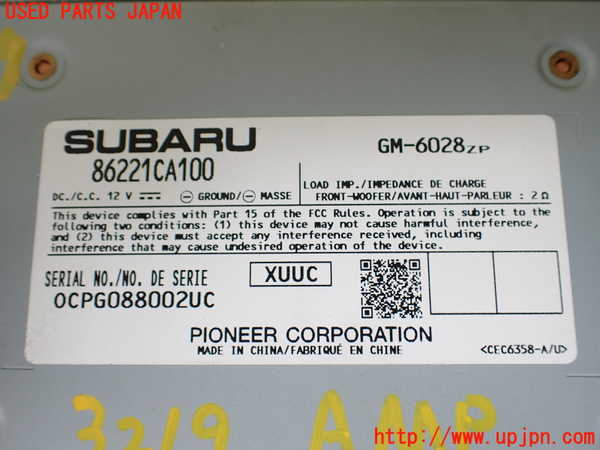 USED PARTS JAPAN
SUBARU
86221CA100
GM-6028ZP
DC./C.C. 12 V GROUND/ MASSE
LOAD IMP./IMPEDANCE DE CHARGE
FRONT-WOOFER/AVANT-HAUT-PARLEUR : 2Ω
This device complies with Part 15 of the FCC Rules. Operation is subject to the
following two conditions: (1) this device may not cause harmful interference,
and (2) this device must accept any interference received, including
interference that may cause undesired operation of the device.
SERIAL NO./NO. DE SERIE
XUUC
OCPG088002UC
PIONEER CORPORATION
MADE IN CHINA/FABRIQUÉ EN CHINE
<CEC6358-A/U>
3219 AMP
http://www.upjpn.com